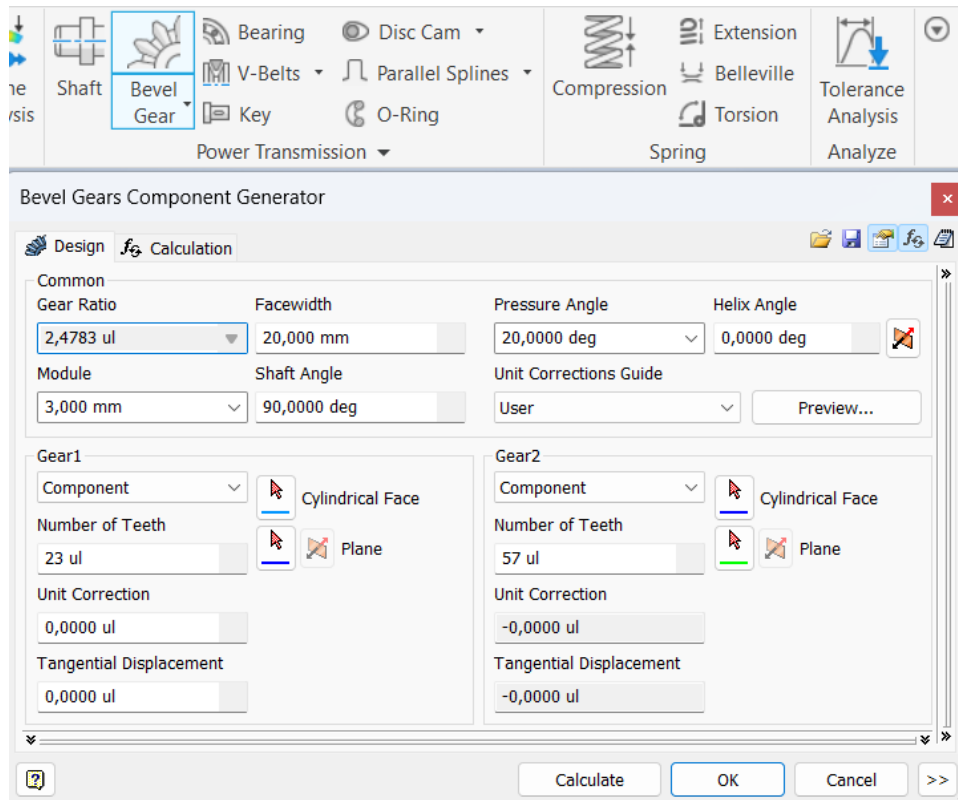 Bearing
Disc Cam
Extension
Shaft
Bevel
Gear
V-Belts
Parallel Splines
Compression
Belleville
Tolerance
Analysis
Key
O-Ring
Torsion
Power Transmission
Spring
Analyze
Bevel Gears Component Generator
Design
Calculation
Common
Gear Ratio
Facewidth
Pressure Angle
Helix Angle
2,4783 ul
20,000 mm
20,0000 deg
0,0000 deg
Module
Shaft Angle
Unit Corrections Guide
3,000 mm
90,0000 deg
User
Preview...
Gear1
Gear2
Component
Cylindrical Face
Component
Cylindrical Face
Number of Teeth
Number of Teeth
23 ul
Plane
57 ul
Plane
Unit Correction
Unit Correction
0,0000 ul
-0,0000 ul
Tangential Displacement
Tangential Displacement
0,0000 ul
-0,0000 ul
Calculate
OK
Cancel
>>